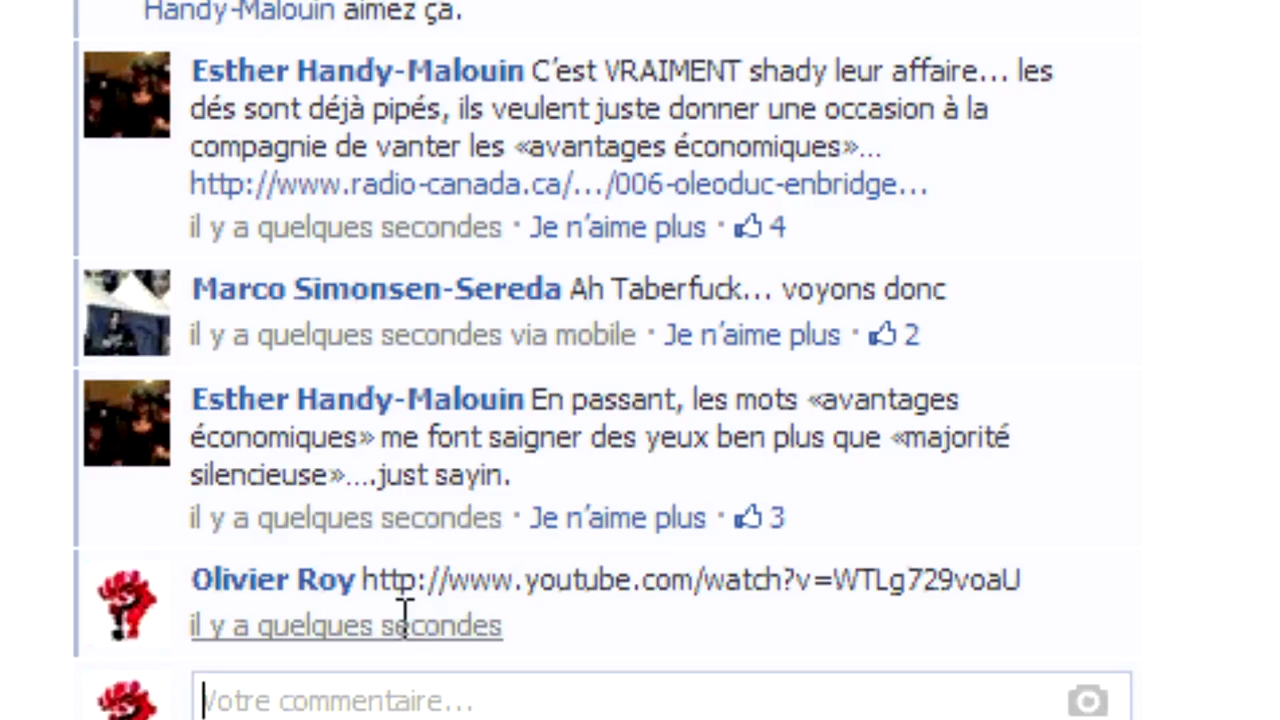 Handy-Malouin aimez ça.
Esther Handy-Malouin C’est VRAIMENT shady leur affaire... les
dés sont déjà pipés, ils veulent juste donner une occasion à la
compagnie de vanter les «avantages économiques»...
http://www.radio-canada.ca/.../006-oleoduc-enbridge...
il y a quelques secondes · Je n’aime plus · 4
Marco Simonsen-Sereda Ah Taberfuck... voyons donc
il y a quelques secondes via mobile · Je n’aime plus · 2
Esther Handy-Malouin En passant, les mots «avantages
économiques» me font saigner des yeux ben plus que «majorité
silencieuse»....just sayin.
il y a quelques secondes · Je n’aime plus · 3
Olivier Roy http://www.youtube.com/watch?v=WTLg729voaU
il y a quelques secondes
Votre commentaire...